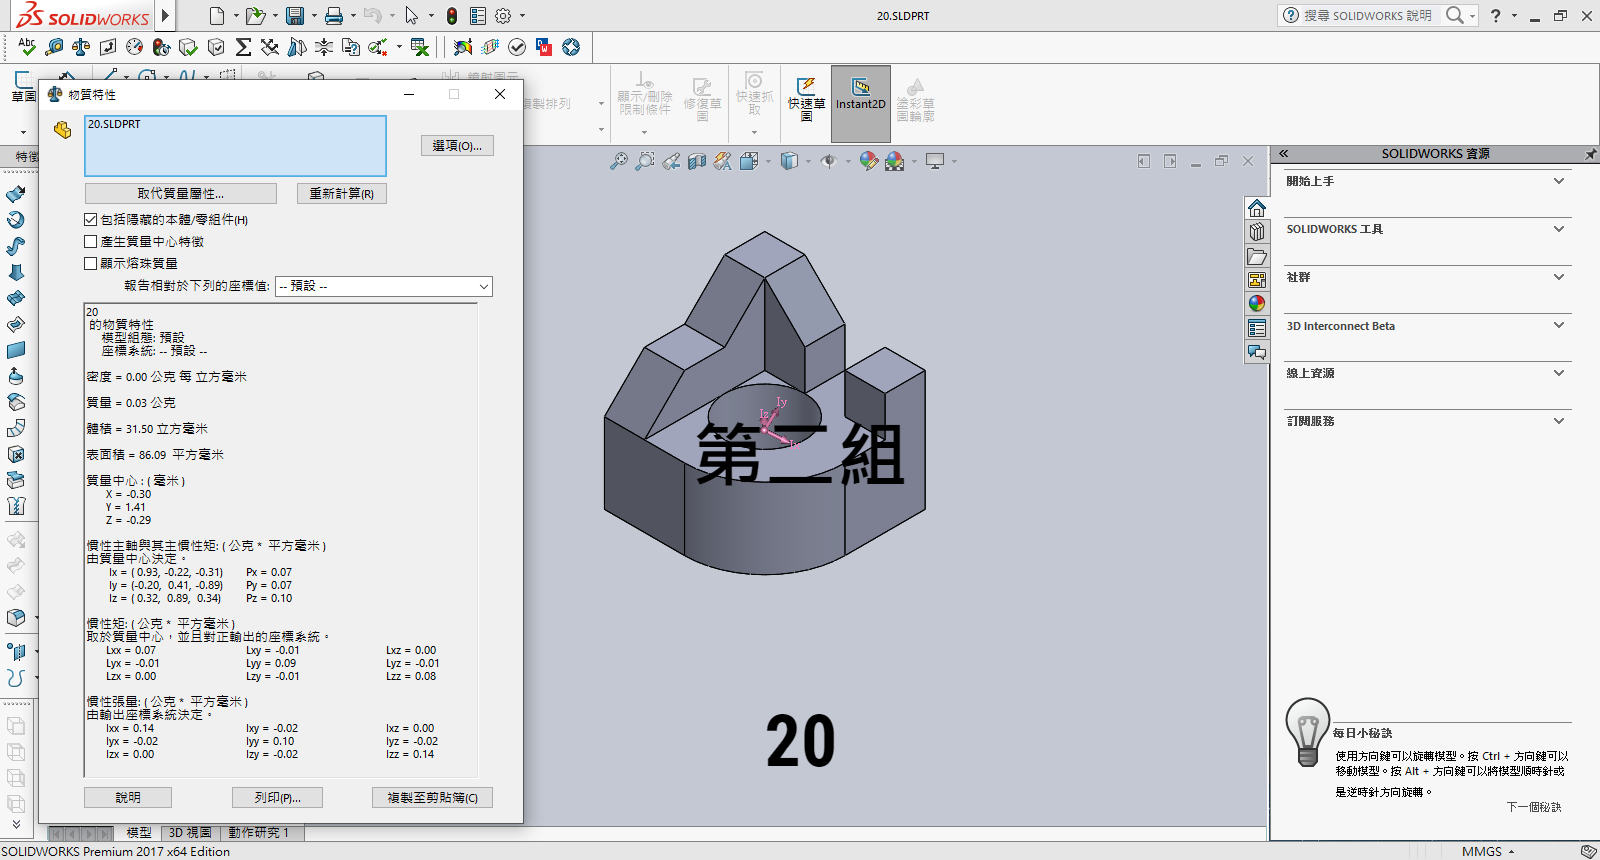 SOLIDWORKS
20.SLDPRT
搜尋 SOLIDWORKS 說明
草圖
鏡射圖元
複製排列
顯示/刪除限制條件
修復草圖
快速抓取
快速草圖
Instant2D
塗彩草圖輪廓
特徵
物質特性
20.SLDPRT
選項(O)...
取代質量屬性...
重新計算(R)
包括隱藏的本體/零組件(H)
產生質量中心特徵
顯示熔珠質量
報告相對於下列的座標值: -- 預設 --
20
的物質特性
模型組態: 預設
座標系統: -- 預設 --
密度 = 0.00 公克 每 立方毫米
質量 = 0.03 公克
體積 = 31.50 立方毫米
表面積 = 86.09 平方毫米
質量中心 : ( 毫米 )
X = -0.30
Y = 1.41
Z = -0.29
慣性主軸與其主慣性矩: ( 公克 * 平方毫米 )
由質量中心決定。
Ix = ( 0.93, -0.22, -0.31) Px = 0.07
Iy = (-0.20, 0.41, -0.89) Py = 0.07
Iz = ( 0.32, 0.89, 0.34) Pz = 0.10
慣性矩: ( 公克 * 平方毫米 )
取於質量中心，並且對正輸出的座標系統。
Lxx = 0.07 Lxy = -0.01 Lxz = 0.00
Lyx = -0.01 Lyy = 0.09 Lyz = -0.01
Lzx = 0.00 Lzy = -0.01 Lzz = 0.08
慣性張量: ( 公克 * 平方毫米 )
由輸出座標系統決定。
Ixx = 0.14 Ixy = -0.02 Ixz = 0.00
Iyx = -0.02 Iyy = 0.10 Iyz = -0.02
Izx = 0.00 Izy = -0.02 Izz = 0.14
說明
列印(P)...
複製至剪貼簿(C)
Iy
Iz
第二組
20
SOLIDWORKS 資源
開始上手
SOLIDWORKS 工具
社群
3D Interconnect Beta
線上資源
訂閱服務
每日小秘訣
使用方向鍵可以旋轉模型。按 Ctrl + 方向鍵可以
移動模型。按 Alt + 方向鍵可以將模型順時針或
是逆時針方向旋轉。
下一個秘訣
模型
3D 視圖
動作研究 1
SOLIDWORKS Premium 2017 x64 Edition
MMGS